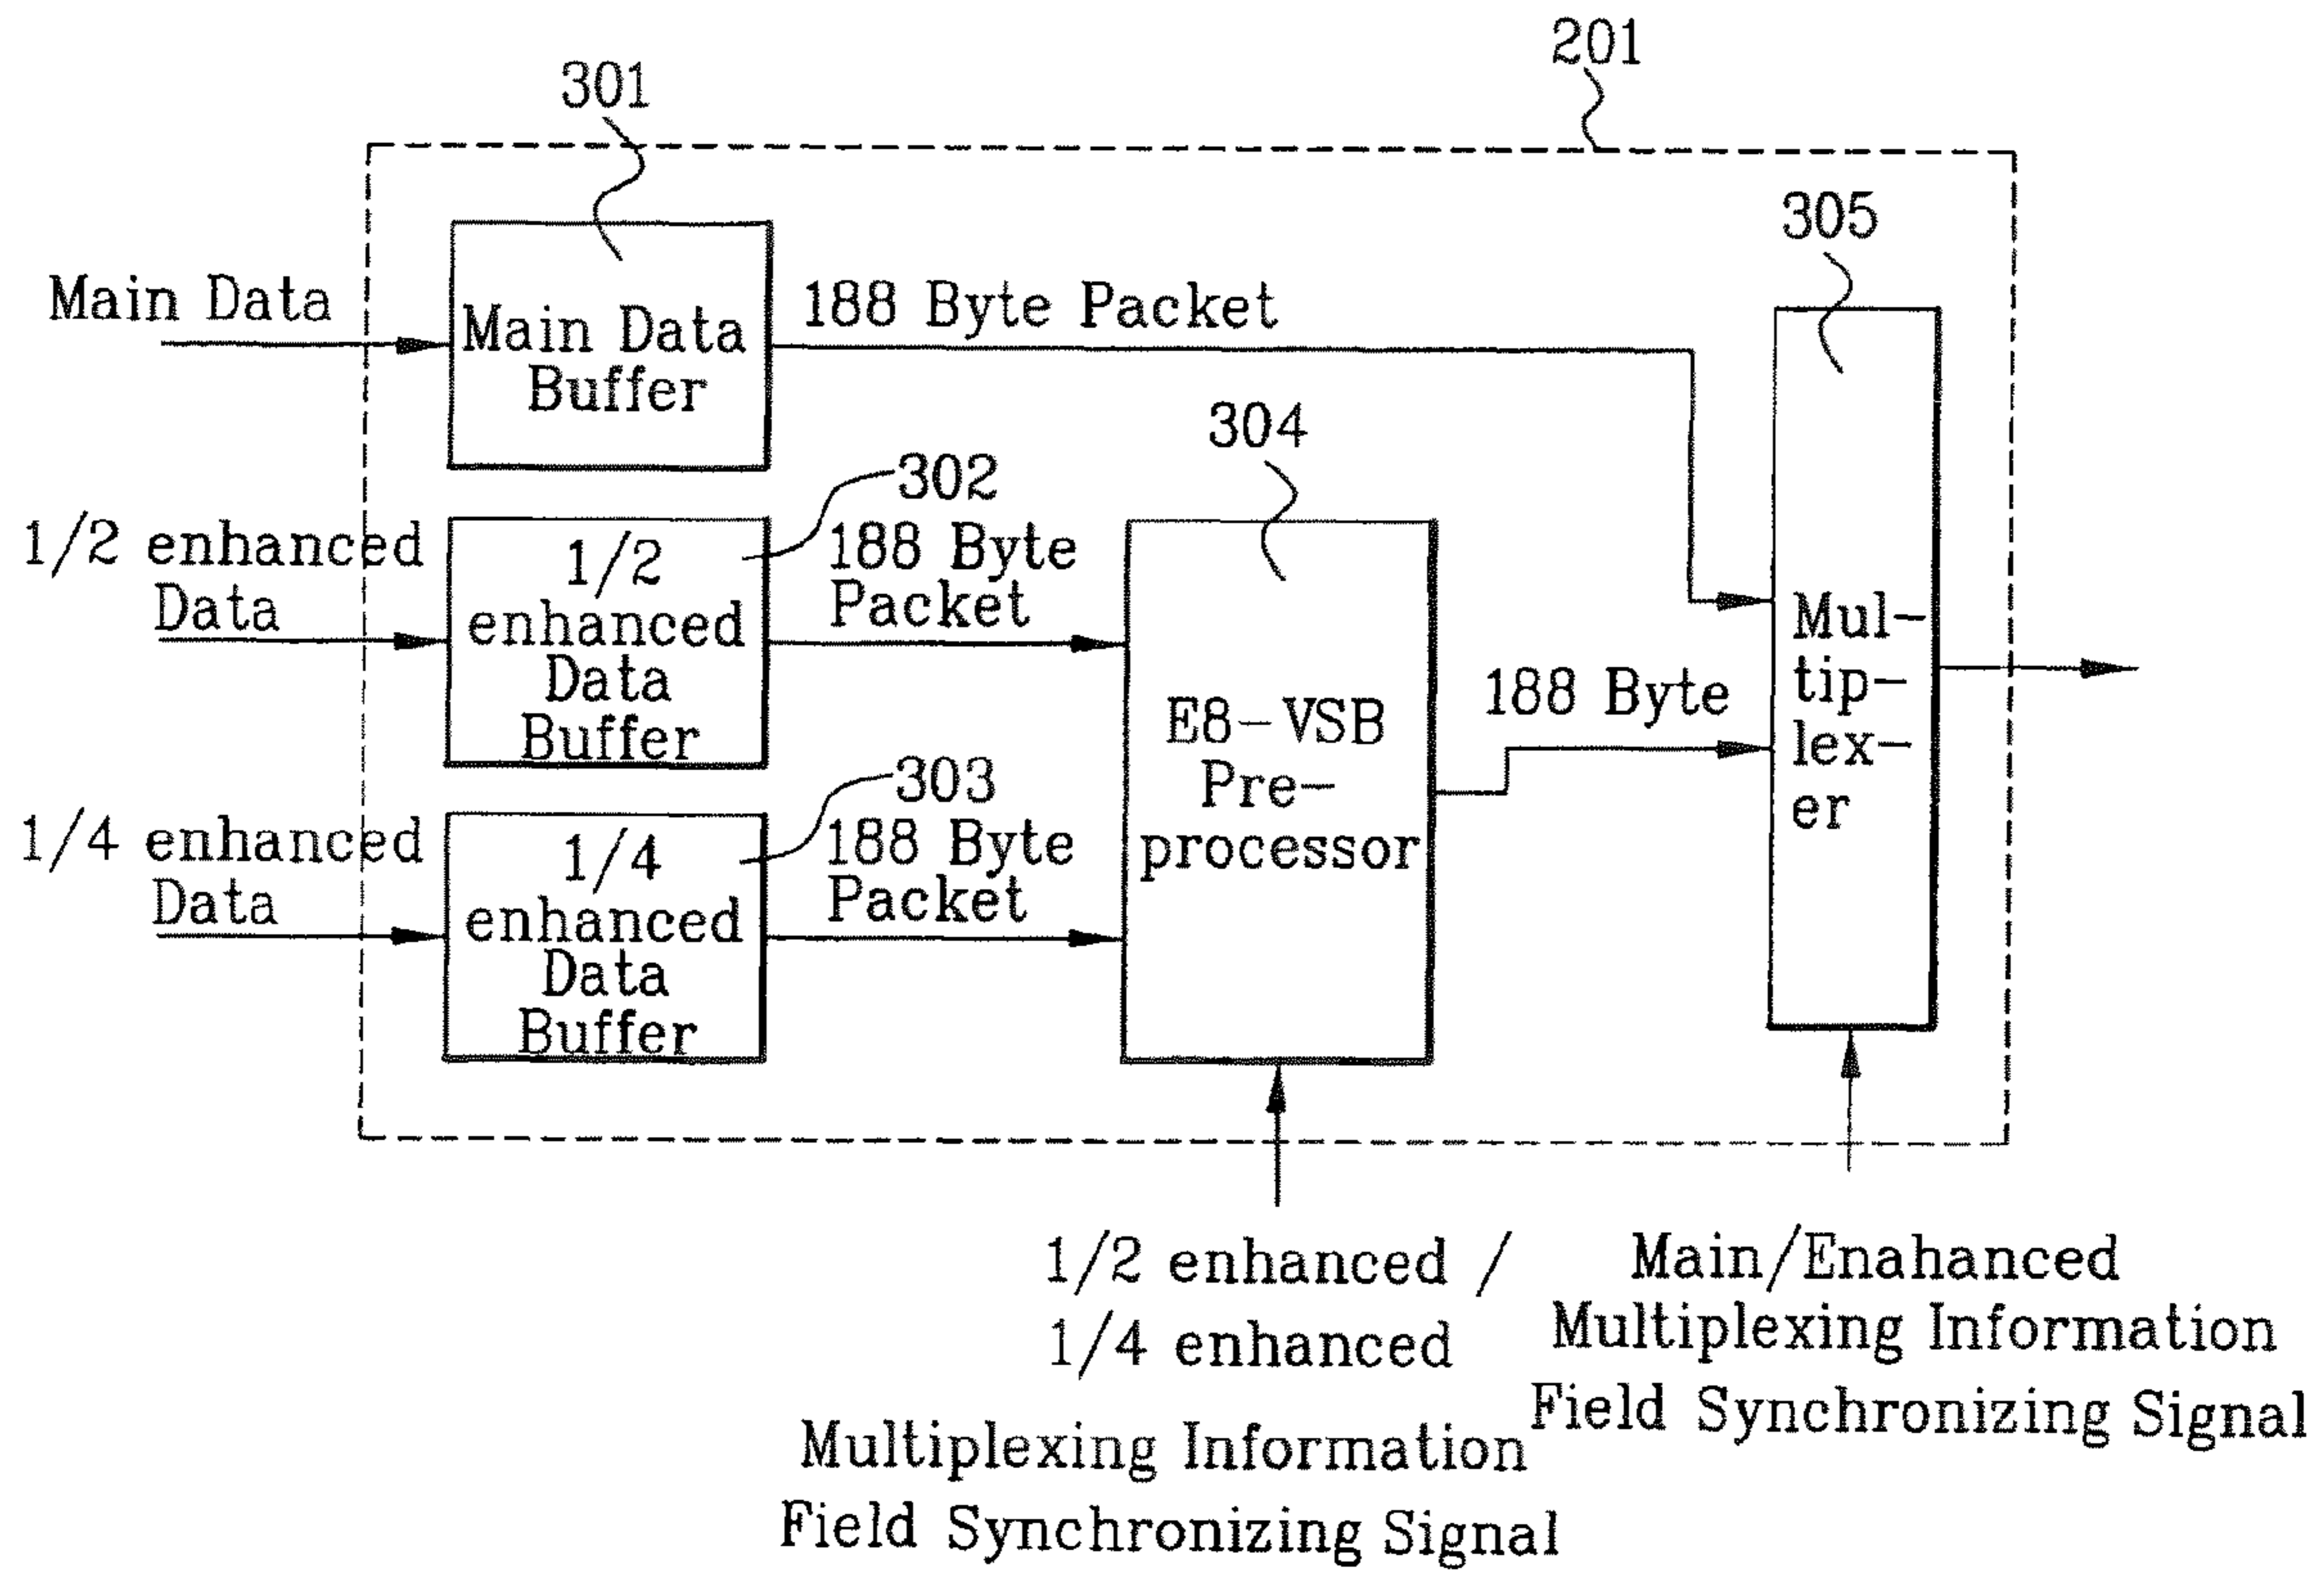 201
301
305
Main Data
Main Data
Buffer
188 Byte Packet
304
302
1/2 enhanced
Data
1/2
enhanced
Data
Buffer
188 Byte
Packet
E8-VSB
Pre-
processor
188 Byte
Mul-
tip-
lex-
er
303
1/4 enhanced
Data
1/4
enhanced
Data
Buffer
188 Byte
Packet
1/2 enhanced /
1/4 enhanced
Multiplexing Information
Field Synchronizing Signal
Main/Enahanced
Multiplexing Information
Field Synchronizing Signal